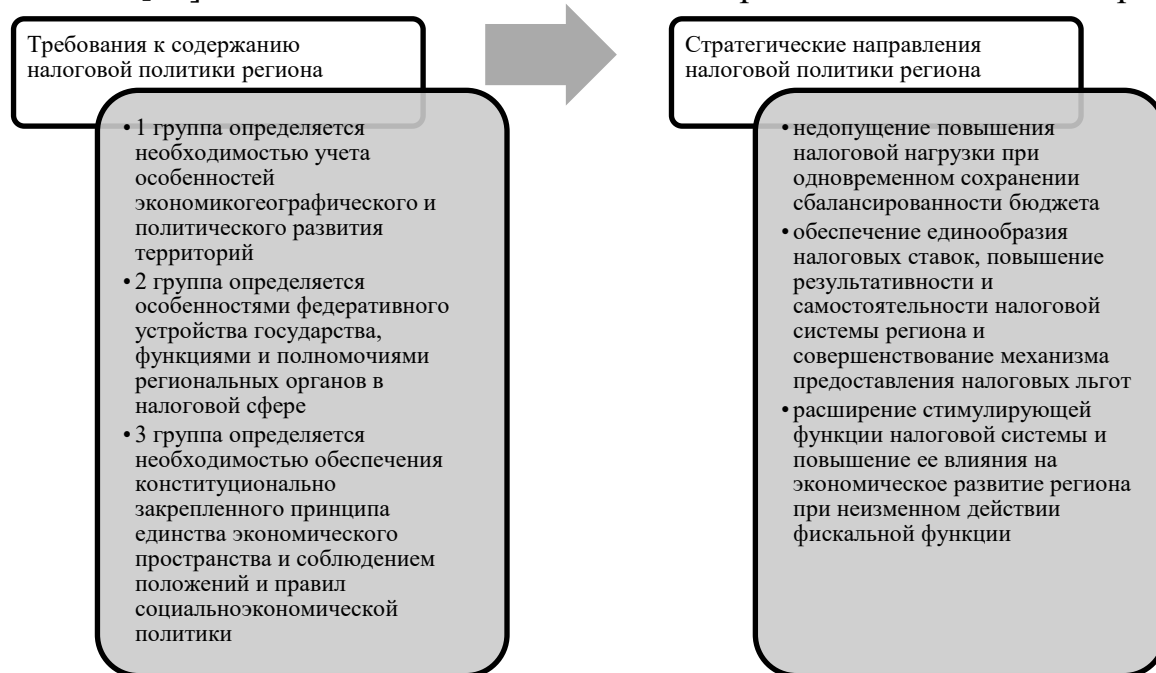 Требования к содержанию
налоговой политики региона
• 1 группа определяется
необходимостью учета
особенностей
экономикогеографического и
политического развития
территорий
• 2 группа определяется
особенностями федеративного
устройства государства,
функциями и полномочиями
региональных органов в
налоговой сфере
• 3 группа определяется
необходимостью обеспечения
конституционально
закрепленного принципа
единства экономического
пространства и соблюдением
положений и правил
социальноэкономической
политики
Стратегические направления
налоговой политики региона
• недопущение повышения
налоговой нагрузки при
одновременном сохранении
сбалансированности бюджета
• обеспечение единообразия
налоговых ставок, повышение
результативности и
самостоятельности налоговой
системы региона и
совершенствование механизма
предоставления налоговых льгот
• расширение стимулирующей
функции налоговой системы и
повышение ее влияния на
экономическое развитие региона
при неизменном действии
фискальной функции